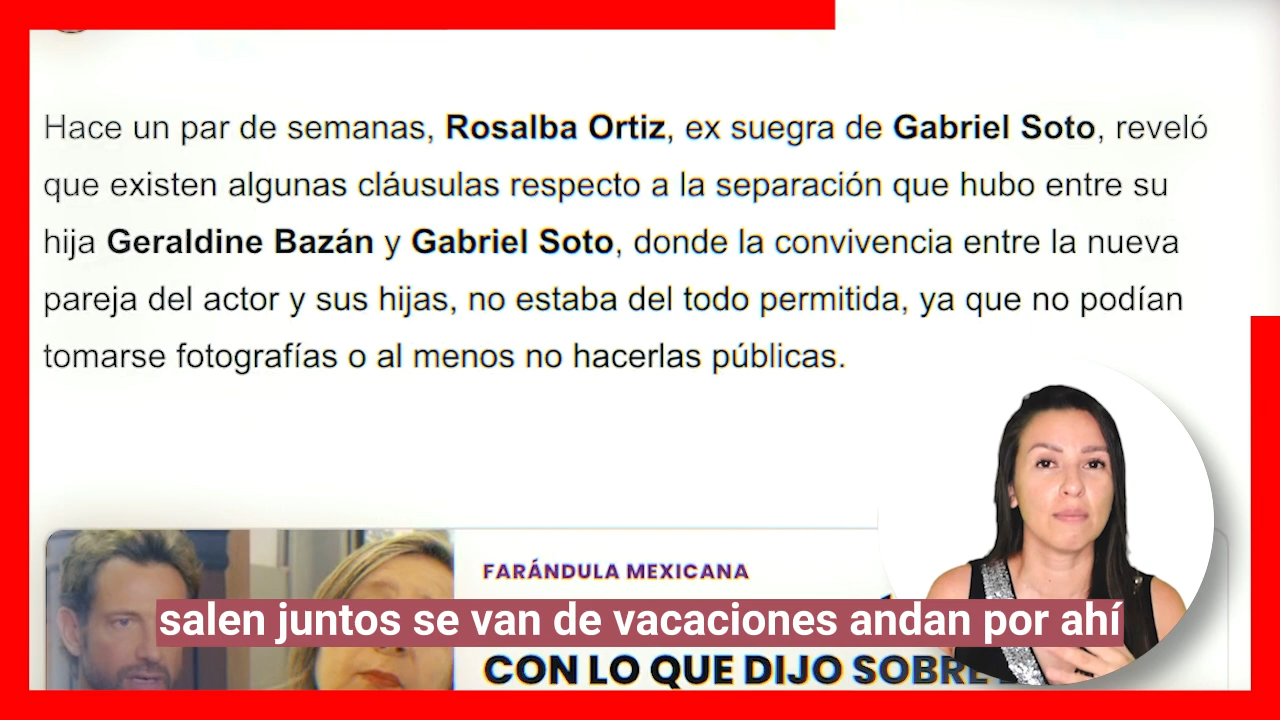 Hace un par de semanas, Rosalba Ortiz, ex suegra de Gabriel Soto, reveló
que existen algunas cláusulas respecto a la separación que hubo entre su
hija Geraldine Bazán y Gabriel Soto, donde la convivencia entre la nueva
pareja del actor y sus hijas, no estaba del todo permitida, ya que no podían
tomarse fotografías o al menos no hacerlas públicas.
FARÁNDULA MEXICANA
salen juntos se van de vacaciones andan por ahí
CON LO QUE DIJO SOBRE